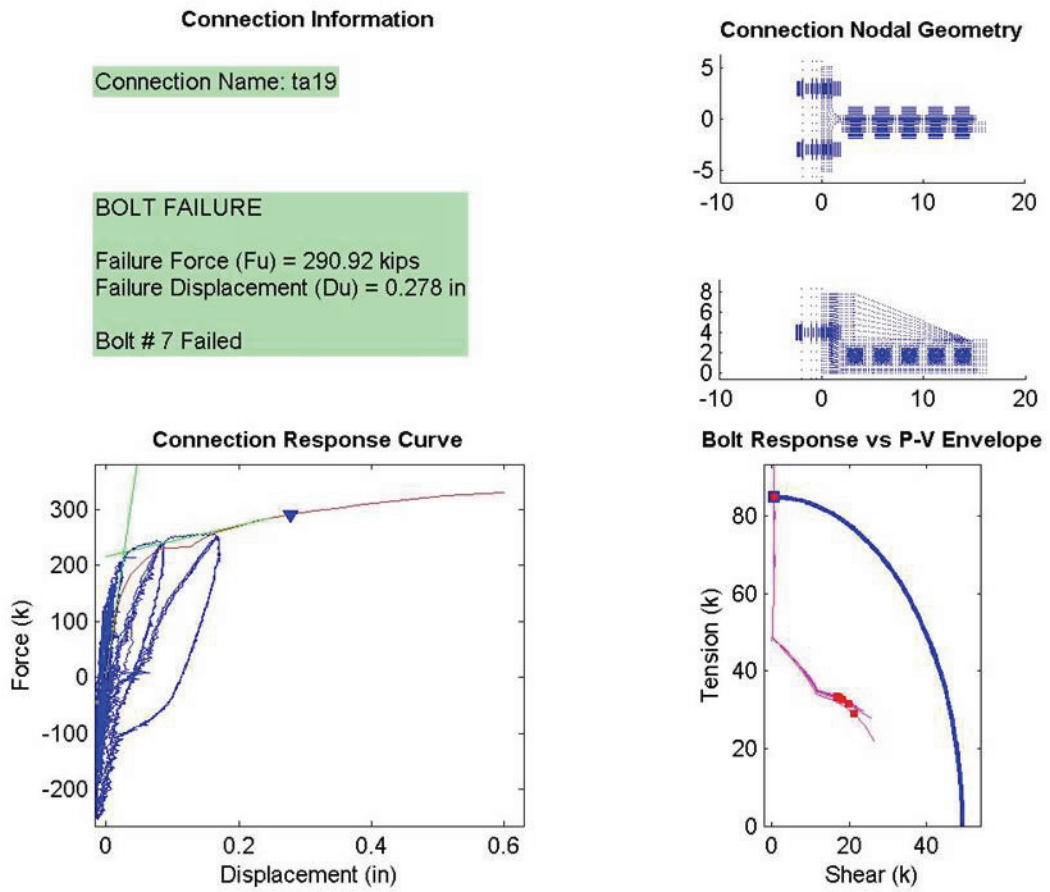 Connection Information
Connection Name: ta19
BOLT FAILURE
Failure Force (Fu) = 290.92 kips
Failure Displacement (Du) = 0.278 in
Bolt # 7 Failed
Connection Nodal Geometry
5
0
-5
-10
0
10
20
8
6
4
2
0
-10
0
10
20
Connection Response Curve
300
200
100
0
-100
-200
Force (k)
0
0.2
0.4
0.6
Displacement (in)
Bolt Response vs P-V Envelope
80
60
40
20
0
Tension (k)
0
20
40
Shear (k)